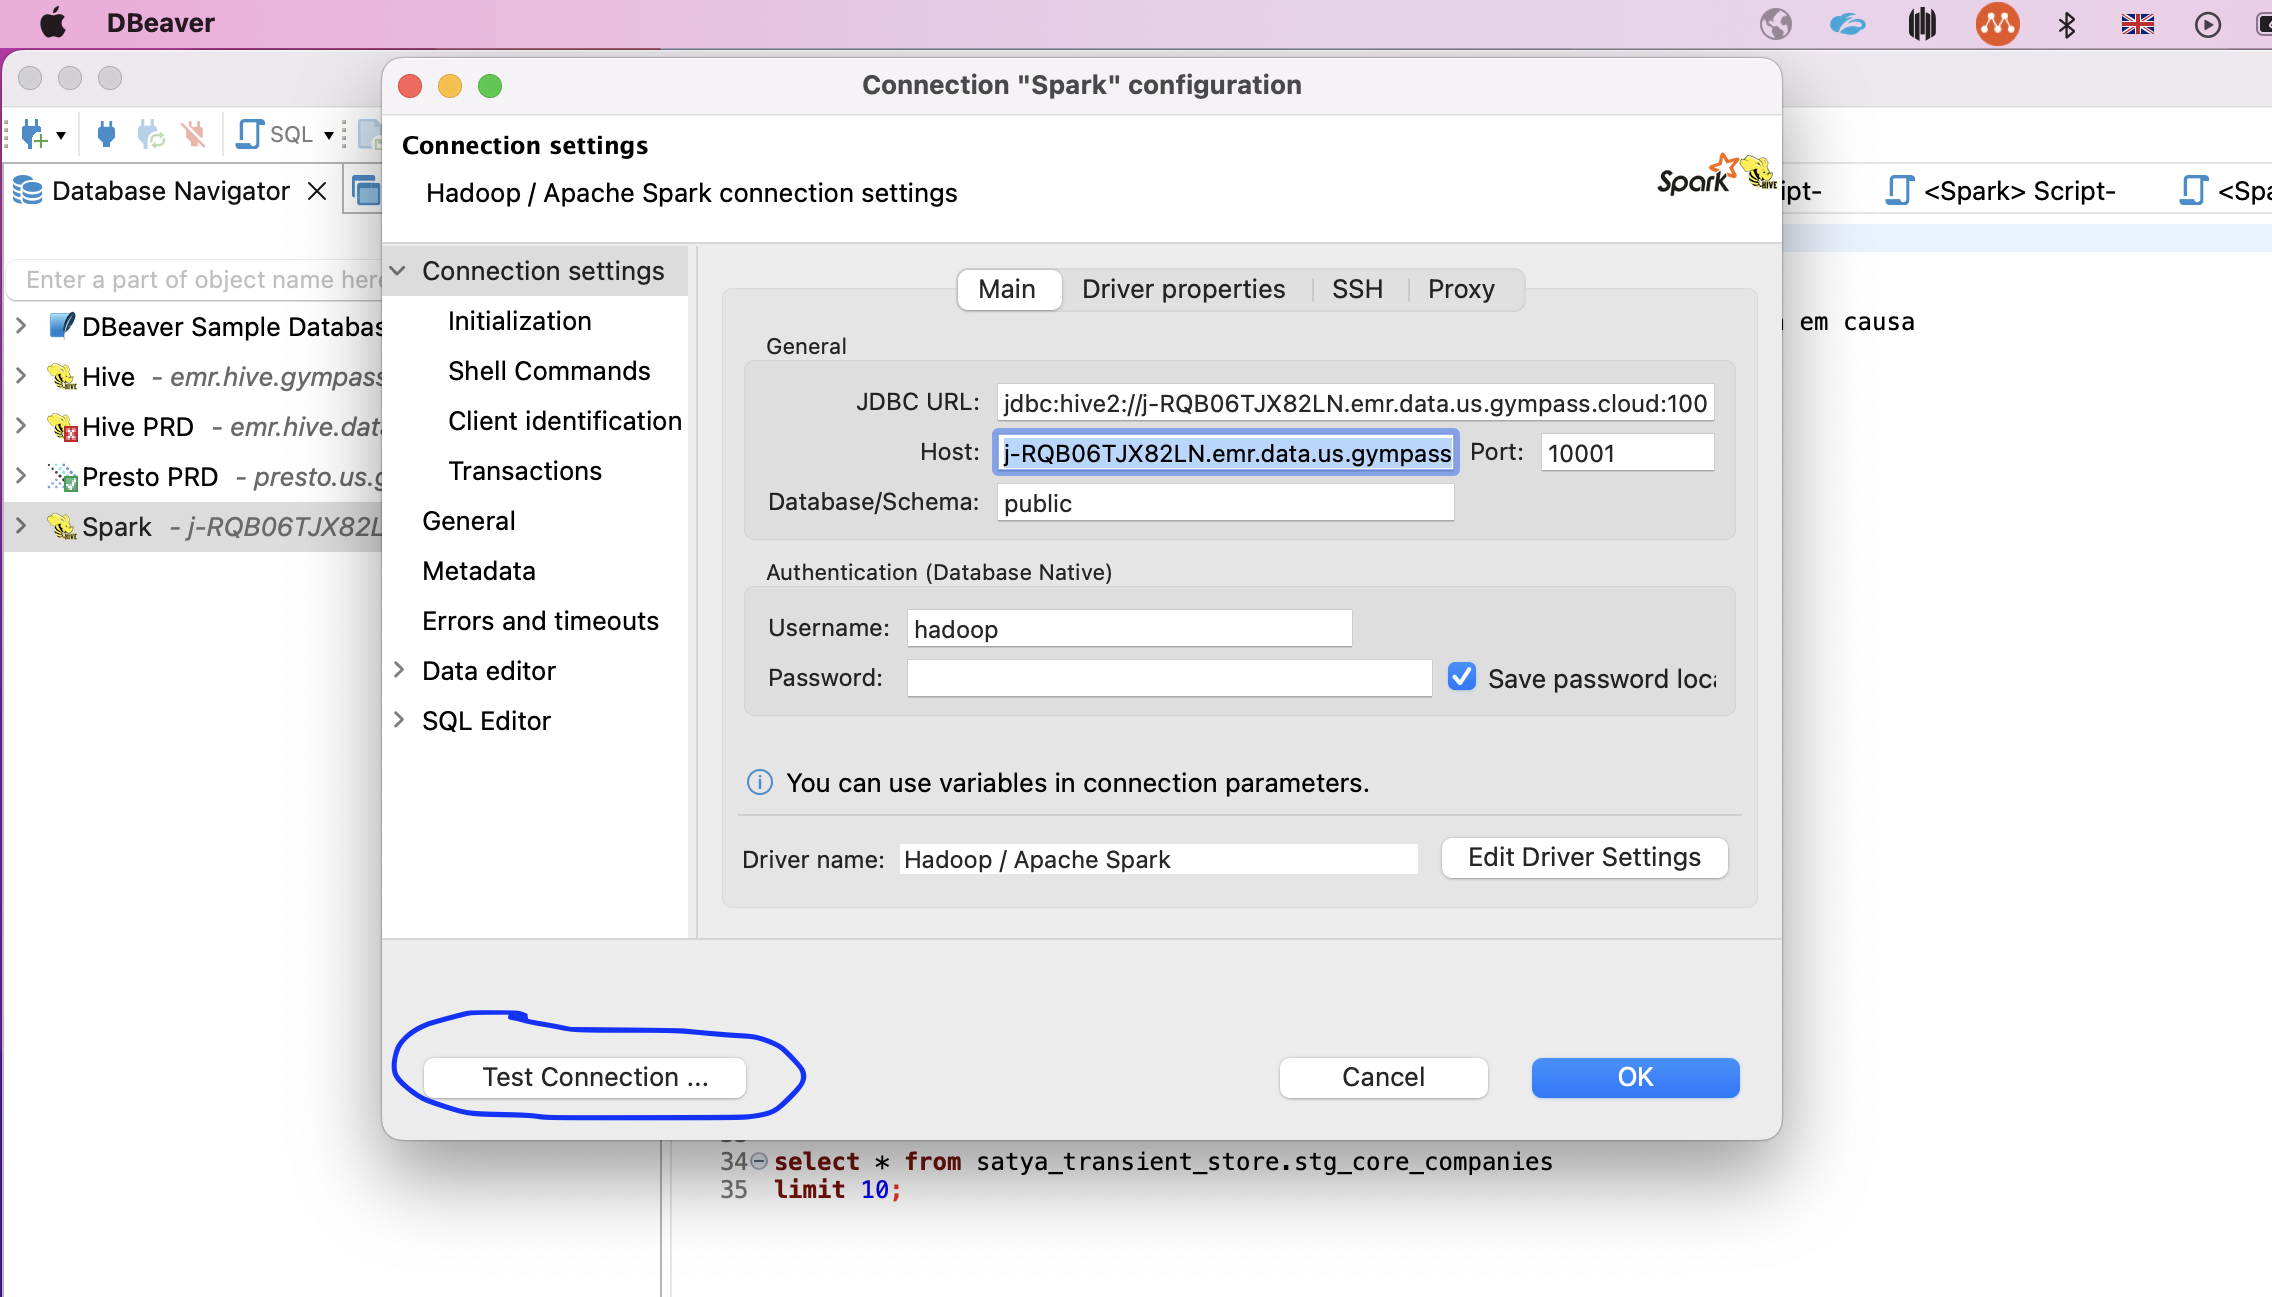 DBeaver
Connection "Spark" configuration
Connection settings
Hadoop / Apache Spark connection settings
Spark
HIVE
SQL
Database Navigator
<Spark> Script-
Enter a part of object name here
DBeaver Sample Databas
Hive - emr.hive.gympass
Hive PRD - emr.hive.dat
Presto PRD - presto.us.g
Spark - j-RQB06TJX82L
Connection settings
Initialization
Shell Commands
Client identification
Transactions
General
Metadata
Errors and timeouts
Data editor
SQL Editor
Main
Driver properties
SSH
Proxy
General
JDBC URL: jdbc:hive2://j-RQB06TJX82LN.emr.data.us.gympass.cloud:100
Host: j-RQB06TJX82LN.emr.data.us.gympass Port: 10001
Database/Schema: public
Authentication (Database Native)
Username: hadoop
Password:
Save password loca
You can use variables in connection parameters.
Driver name: Hadoop / Apache Spark
Edit Driver Settings
em causa
Test Connection ...
Cancel
OK
34 select * from satya_transient_store.stg_core_companies
35 limit 10;